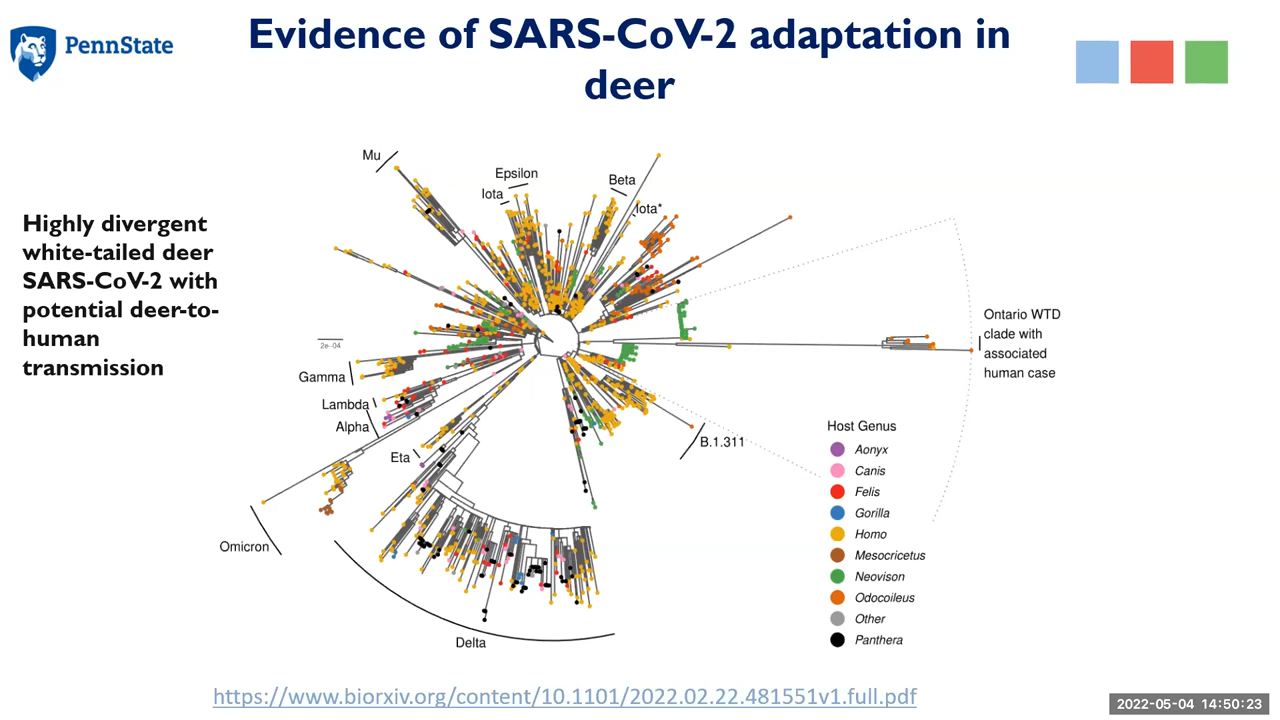 PennState
Evidence of SARS-CoV-2 adaptation in
deer
Highly divergent
white-tailed deer
SARS-CoV-2 with
potential deer-to-
human
transmission
Mu
Epsilon
Iota
Beta
Iota*
2e-04
Gamma
Lambda
Alpha
Eta
Omicron
Delta
B.1.311
Ontario WTD
clade with
associated
human case
Host Genus
Aonyx
Canis
Felis
Gorilla
Homo
Mesocricetus
Neovison
Odocoileus
Other
Panthera
https://www.biorxiv.org/content/10.1101/2022.02.22.481551v1.full.pdf
2022-05-04 14:50:23